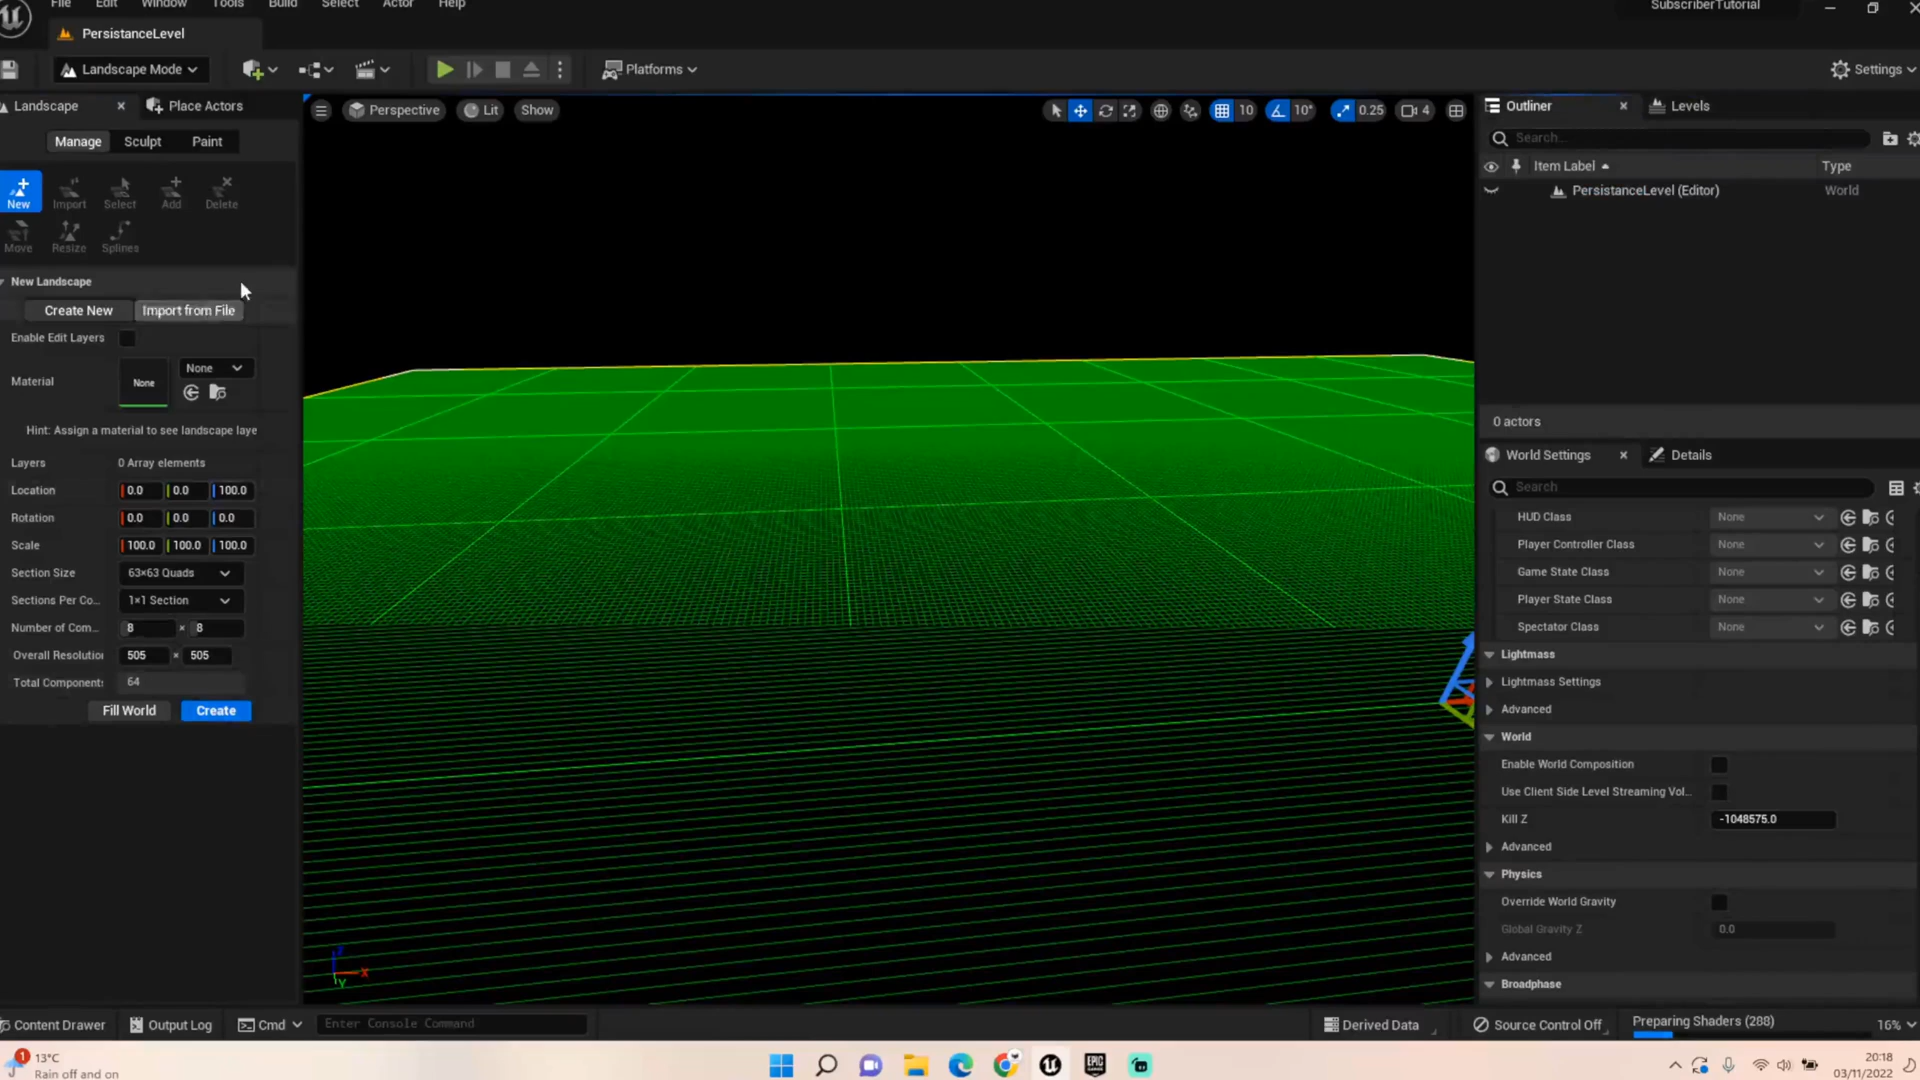 File Edit Window Tools Build Select Actor Help SubscriberTutorial
PersistanceLevel
Landscape Mode Platforms Settings
Landscape Place Actors
Perspective Lit Show 10 10° 0.25 4
Outliner Levels
Manage Sculpt Paint
Search...
Item Label Type
PersistanceLevel (Editor) World
New Import Select Add Delete
Move Resize Splines
New Landscape
Create New Import from File
Enable Edit Layers
Material None None
Hint: Assign a material to see landscape laye
Layers 0 Array elements
Location 0.0 0.0 100.0
Rotation 0.0 0.0 0.0
Scale 100.0 100.0 100.0
Section Size 63×63 Quads
Sections Per Co... 1×1 Section
Number of Com... 8 × 8
Overall Resolution 505 × 505
Total Components 64
Fill World Create
0 actors
World Settings Details
Search
HUD Class None
Player Controller Class None
Game State Class None
Player State Class None
Spectator Class None
Lightmass
Lightmass Settings
Advanced
World
Enable World Composition
Use Client Side Level Streaming Vol...
Kill Z -1048575.0
Advanced
Physics
Override World Gravity
Global Gravity Z 0.0
Advanced
Broadphase
Z X Y
Content Drawer Output Log Cmd Enter Console Command Derived Data Source Control Off Preparing Shaders (288) 16%
1 13°C
Rain off and on
EPIC GAMES
20:18
03/11/2022